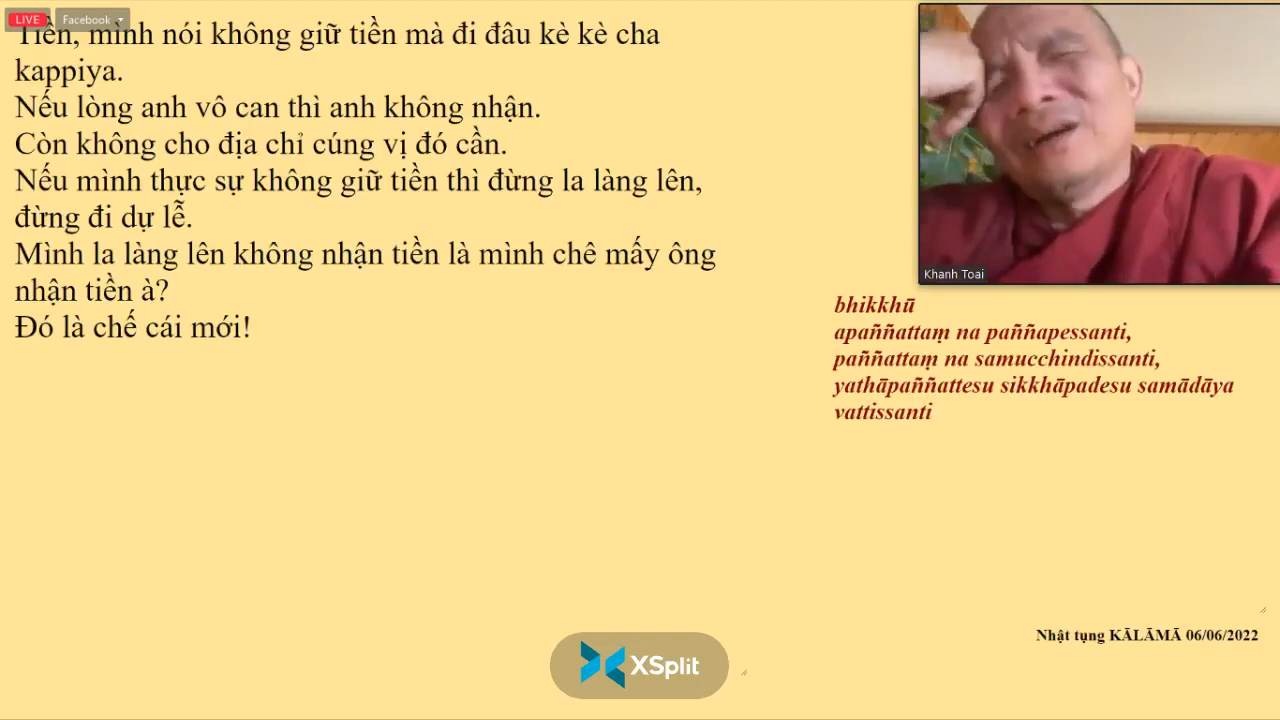 LIVE
Facebook
Tiền, mình nói không giữ tiền mà đi đâu kè kè cha
kappiya.
Nếu lòng anh vô can thì anh không nhận.
Còn không cho địa chỉ cúng vị đó cần.
Nếu mình thực sự không giữ tiền thì đừng la làng lên,
đừng đi dự lễ.
Mình la làng lên không nhận tiền là mình chê mấy ông
nhận tiền à?
Đó là chế cái mới!
Khanh Toai
bhikkhū
apaññattaṃ na paññapessanti,
paññattaṃ na samucchindissanti,
yathāpaññattesu sikkhāpadesu samādāya
vattissanti
Nhật tụng KĀLĀMĀ 06/06/2022
XSplit